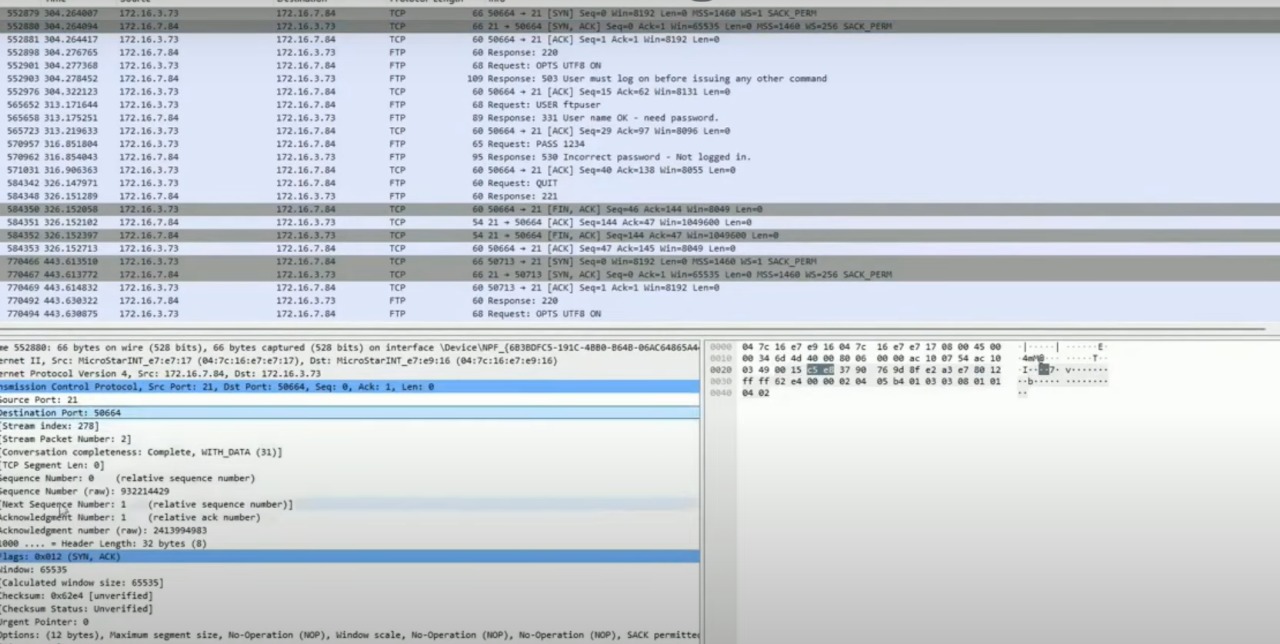 552879 304.264007 172.16.3.73 172.16.7.84 TCP 66 50664 → 21 [SYN] Seq=0 Win=8192 Len=0 MSS=1460 WS=1 SACK_PERM
552880 304.264094 172.16.7.84 172.16.3.73 TCP 66 21 → 50664 [SYN, ACK] Seq=0 Ack=1 Win=65535 Len=0 MSS=1460 WS=256 SACK_PERM
552881 304.264417 172.16.3.73 172.16.7.84 TCP 60 50664 → 21 [ACK] Seq=1 Ack=1 Win=8192 Len=0
552898 304.276765 172.16.7.84 172.16.3.73 FTP 60 Response: 220
552901 304.277368 172.16.3.73 172.16.7.84 FTP 68 Request: OPTS UTF8 ON
552903 304.278452 172.16.7.84 172.16.3.73 FTP 109 Response: 503 User must log on before issuing any other command
552976 304.322123 172.16.3.73 172.16.7.84 TCP 60 50664 → 21 [ACK] Seq=15 Ack=62 Win=8131 Len=0
565652 313.171644 172.16.3.73 172.16.7.84 FTP 68 Request: USER ftpuser
565658 313.175251 172.16.7.84 172.16.3.73 FTP 89 Response: 331 User name OK - need password.
565723 313.219633 172.16.3.73 172.16.7.84 TCP 60 50664 → 21 [ACK] Seq=29 Ack=97 Win=8096 Len=0
570957 316.851804 172.16.3.73 172.16.7.84 FTP 65 Request: PASS 1234
570962 316.854043 172.16.7.84 172.16.3.73 FTP 95 Response: 530 Incorrect password - Not logged in.
571031 316.906363 172.16.3.73 172.16.7.84 TCP 60 50664 → 21 [ACK] Seq=40 Ack=138 Win=8055 Len=0
584342 326.147971 172.16.3.73 172.16.7.84 FTP 60 Request: QUIT
584348 326.151289 172.16.7.84 172.16.3.73 FTP 60 Response: 221
584350 326.152058 172.16.3.73 172.16.7.84 TCP 60 50664 → 21 [FIN, ACK] Seq=46 Ack=144 Win=8049 Len=0
584351 326.152102 172.16.7.84 172.16.3.73 TCP 54 21 → 50664 [ACK] Seq=144 Ack=47 Win=1049600 Len=0
584352 326.152397 172.16.7.84 172.16.3.73 TCP 54 21 → 50664 [FIN, ACK] Seq=144 Ack=47 Win=1049600 Len=0
584353 326.152713 172.16.3.73 172.16.7.84 TCP 60 50664 → 21 [ACK] Seq=47 Ack=145 Win=8049 Len=0
770466 443.613510 172.16.3.73 172.16.7.84 TCP 66 50713 → 21 [SYN] Seq=0 Win=8192 Len=0 MSS=1460 WS=1 SACK_PERM
770467 443.613772 172.16.7.84 172.16.3.73 TCP 66 21 → 50713 [SYN, ACK] Seq=0 Ack=1 Win=65535 Len=0 MSS=1460 WS=256 SACK_PERM
770469 443.614832 172.16.3.73 172.16.7.84 TCP 60 50713 → 21 [ACK] Seq=1 Ack=1 Win=8192 Len=0
770492 443.630322 172.16.7.84 172.16.3.73 FTP 60 Response: 220
770494 443.630875 172.16.3.73 172.16.7.84 FTP 68 Request: OPTS UTF8 ON
me 552880: 66 bytes on wire (528 bits), 66 bytes captured (528 bits) on interface \Device\NPF_{6B3BDFC5-191C-4BB0-B64B-06AC64865A4
ernet II, Src: MicroStarINT_e7:e7:17 (04:7c:16:e7:e7:17), Dst: MicroStarINT_e7:e9:16 (04:7c:16:e7:e9:16)
ernet Protocol Version 4, Src: 172.16.7.84, Dst: 172.16.3.73
nsmission Control Protocol, Src Port: 21, Dst Port: 50664, Seq: 0, Ack: 1, Len: 0
Source Port: 21
Destination Port: 50664
[Stream index: 278]
[Stream Packet Number: 2]
[Conversation completeness: Complete, WITH_DATA (31)]
[TCP Segment Len: 0]
Sequence Number: 0 (relative sequence number)
Sequence Number (raw): 932214429
[Next Sequence Number: 1 (relative sequence number)]
Acknowledgment Number: 1 (relative ack number)
Acknowledgment number (raw): 2413994983
1000 .... = Header Length: 32 bytes (8)
Flags: 0x012 (SYN, ACK)
Window: 65535
[Calculated window size: 65535]
Checksum: 0x62e4 [unverified]
[Checksum Status: Unverified]
Urgent Pointer: 0
Options: (12 bytes), Maximum segment size, No-Operation (NOP), Window scale, No-Operation (NOP), No-Operation (NOP), SACK permitte
0000 04 7c 16 e7 e9 16 04 7c 16 e7 e7 17 08 00 45 00 ·|·····| ······E·
0010 00 34 6d 4d 40 00 80 06 00 00 ac 10 07 54 ac 10 ·4mM@··· ·····T··
0020 03 49 00 15 c5 e8 37 90 76 9d 8f e2 a3 e7 80 12 ·I····7· v·······
0030 ff ff 62 e4 00 00 02 04 05 b4 01 03 03 08 01 01 ··b····· ········
0040 04 02 ··